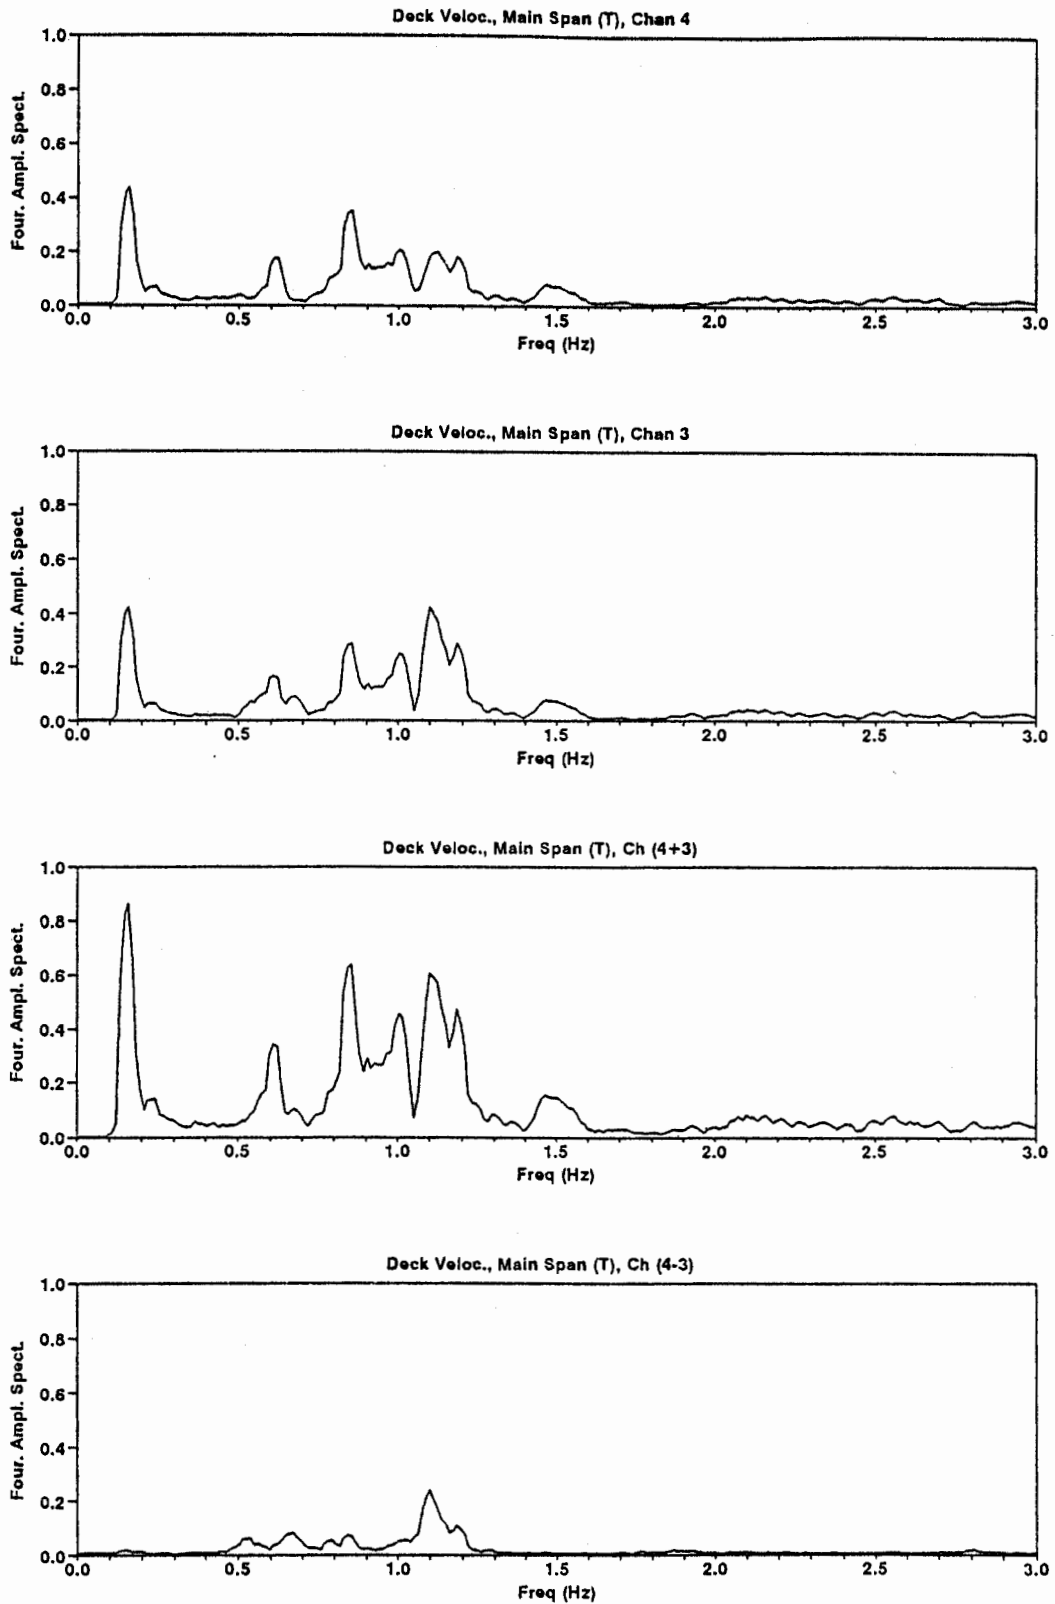 Deck Veloc., Main Span (T), Chan 4
Four. Ampl. Spect.
1.0
0.8
0.6
0.4
0.2
0.0
0.0 0.5 1.0 1.5 2.0 2.5 3.0
Freq (Hz)
Deck Veloc., Main Span (T), Chan 3
Four. Ampl. Spect.
1.0
0.8
0.6
0.4
0.2
0.0
0.0 0.5 1.0 1.5 2.0 2.5 3.0
Freq (Hz)
Deck Veloc., Main Span (T), Ch (4+3)
Four. Ampl. Spect.
1.0
0.8
0.6
0.4
0.2
0.0
0.0 0.5 1.0 1.5 2.0 2.5 3.0
Freq (Hz)
Deck Veloc., Main Span (T), Ch (4-3)
Four. Ampl. Spect.
1.0
0.8
0.6
0.4
0.2
0.0
0.0 0.5 1.0 1.5 2.0 2.5 3.0
Freq (Hz)